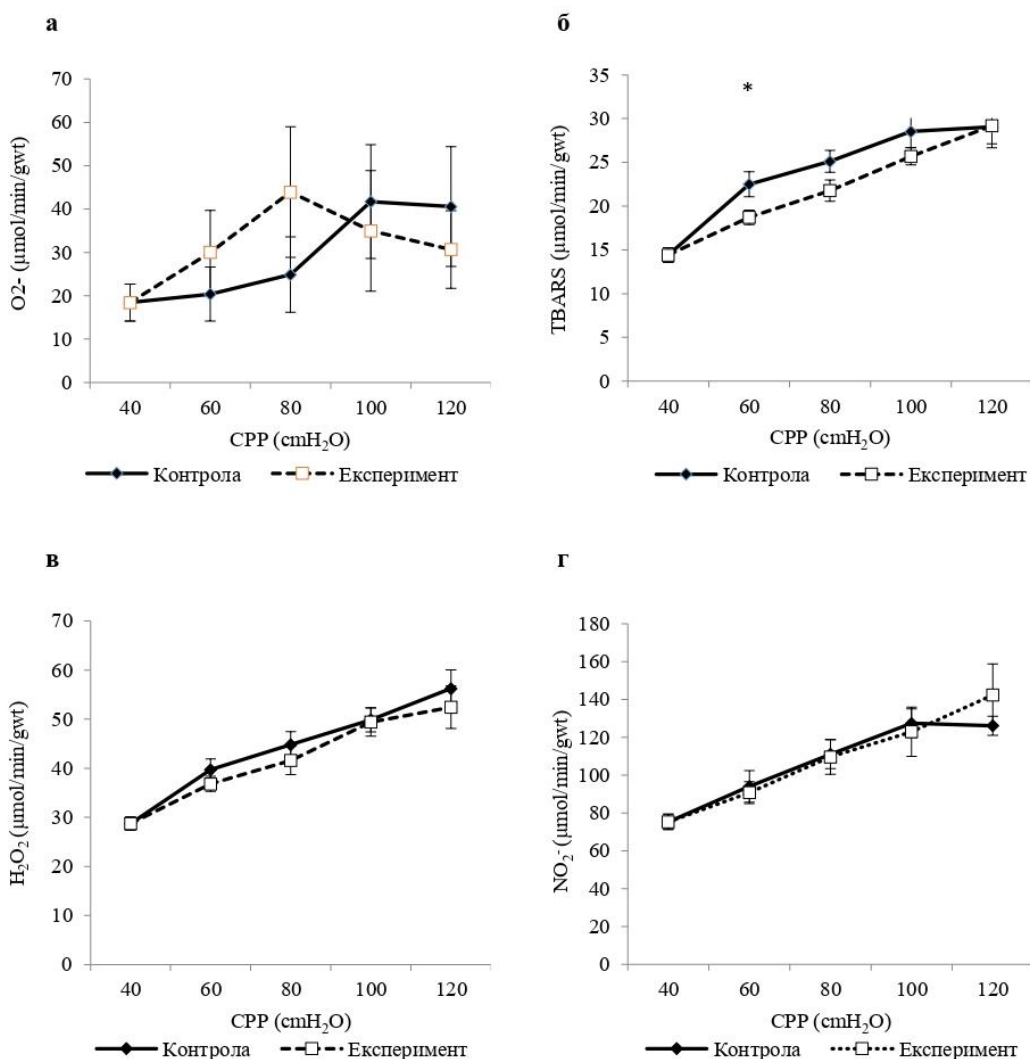 а
70
60
50
40
30
20
10
0
O2- (μmol/min/gwt)
40 60 80 100 120
CPP (cmH₂O)
Контрола Експеримент
б
*
35
30
25
20
15
10
5
0
TBARS (μmol/min/gwt)
40 60 80 100 120
CPP (cmH₂O)
Контрола Експеримент
в
70
60
50
40
30
20
10
0
H₂O₂ (μmol/min/gwt)
40 60 80 100 120
CPP (cmH₂O)
Контрола Експеримент
г
180
160
140
120
100
80
60
40
20
0
NO₂⁻ (μmol/min/gwt)
40 60 80 100 120
CPP (cmH₂O)
Контрола Експеримент